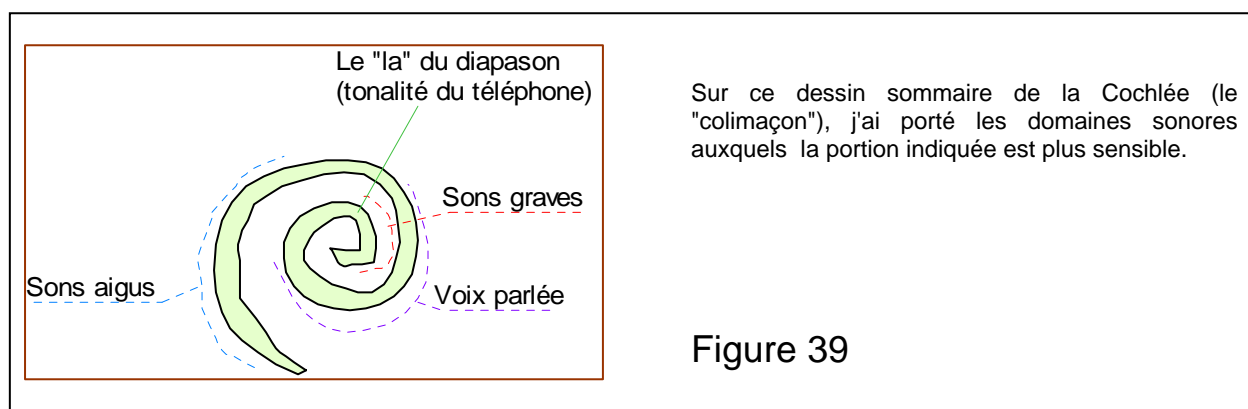 Le "la" du diapason
(tonalité du téléphone)
Sons graves
Sons aigus
Voix parlée
Sur ce dessin sommaire de la Cochlée (le
"colimaçon"), j'ai porté les domaines sonores
auxquels la portion indiquée est plus sensible.
Figure 39